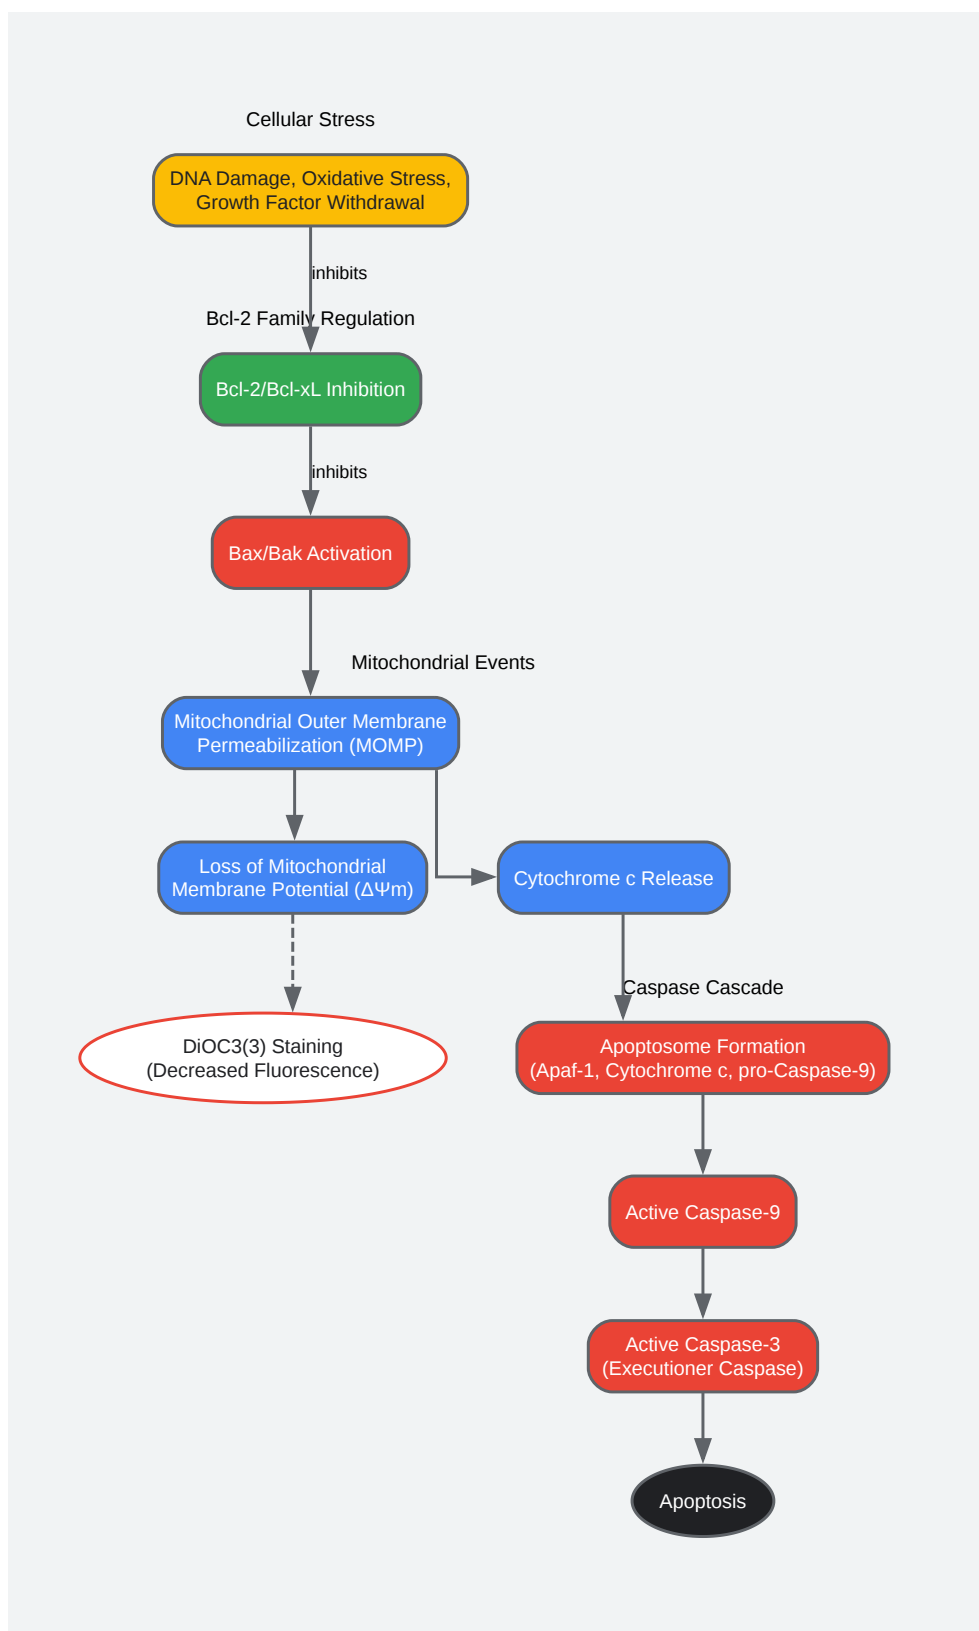 Cellular Stress
DNA Damage, Oxidative Stress,
Growth Factor Withdrawal
inhibits
Bcl-2 Family Regulation
Bcl-2/Bcl-xL Inhibition
inhibits
Bax/Bak Activation
Mitochondrial Events
Mitochondrial Outer Membrane
Permeabilization (MOMP)
Loss of Mitochondrial
Membrane Potential (ΔΨm)
Cytochrome c Release
Caspase Cascade
DiOC3(3) Staining
(Decreased Fluorescence)
Apoptosome Formation
(Apaf-1, Cytochrome c, pro-Caspase-9)
Active Caspase-9
Active Caspase-3
(Executioner Caspase)
Apoptosis